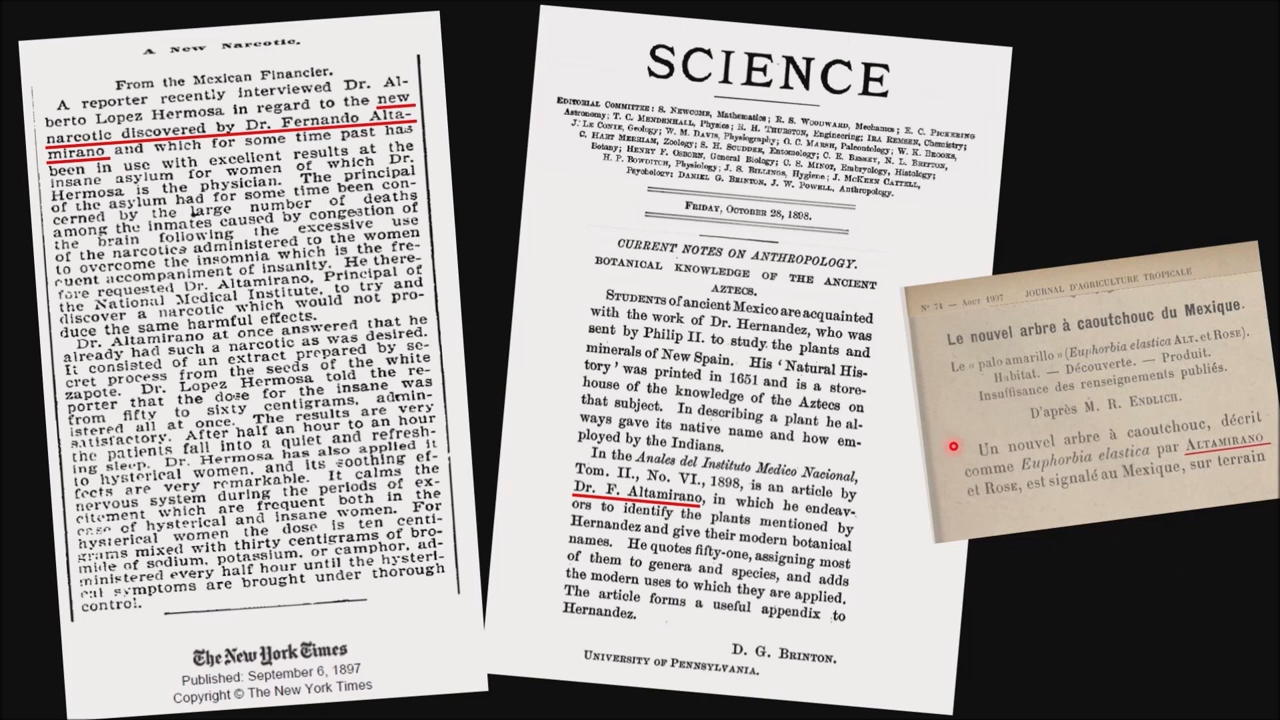 A New Narcotic.
From the Mexican Financier.
A reporter recently interviewed Dr. Al-
berto Lopez Hermosa in regard to the new
narcotic discovered by Dr. Fernando Alta-
mirano and which for some time past has
been in use with excellent results at the
insane asylum for women of which Dr.
Hermosa is the physician. The principal
of the asylum had for some time been con-
cerned by the large number of deaths
among the inmates caused by congestion of
the brain following the excessive use
of the narcotics administered to the women
to overcome the insomnia which is the fre-
quent accompaniment of insanity. He there-
fore requested Dr. Altamirano, Principal of
the National Medical Institute, to try and
discover a narcotic which would not pro-
duce the same harmful effects.
Dr. Altamirano at once answered that he
already had such a narcotic as was desired.
It consisted of an extract prepared by se-
cret process from the seeds of the white
zapote. Dr. Lopez Hermosa told the re-
porter that the dose for the insane was
from fifty to sixty centigrams, admin-
istered all at once. The results are very
satisfactory. After half an hour to an hour
the patients fall into a quiet and refresh-
ing sleep. Dr. Hermosa has also applied it
to hysterical women, and its soothing ef-
fects are very remarkable. It calms the
nervous system during the periods of ex-
citement which are frequent both in the
case of hysterical and insane women. For
hysterical women the dose is ten centi-
grams mixed with thirty centigrams of bro-
mide of sodium, potassium, or camphor, ad-
ministered every half hour until the hysteri-
cal symptoms are brought under thorough
control.
The New York Times
Published: September 6, 1897
Copyright © The New York Times
SCIENCE
EDITORIAL COMMITTEE: S. NEWCOMB, Mathematics; R. S. WOODWARD, Mechanics; E. C. PICKERING
Astronomy; T. C. MENDENHALL, Physics; R. H. THURSTON, Engineering; IRA REMSEN, Chemistry;
J. LE CONTE, Geology; W. M. DAVIS, Physiography; O. C. MARSH, Paleontology; W. K. BROOKS,
C. HART MERRIAM, Zoology; S. H. SCUDDER, Entomology; C. E. BESSEY, N. L. BRITTON,
Botany; HENRY F. OSBORN, General Biology; C. S. MINOT, Embryology, Histology;
H. P. BOWDITCH, Physiology; J. S. BILLINGS, Hygiene; J. MCKEEN CATTELL,
Psychology; DANIEL G. BRINTON, J. W. POWELL, Anthropology.
FRIDAY, OCTOBER 28, 1898.
CURRENT NOTES ON ANTHROPOLOGY.
BOTANICAL KNOWLEDGE OF THE ANCIENT
AZTECS.
STUDENTS of ancient Mexico are acquainted
with the work of Dr. Hernandez, who was
sent by Philip II. to study the plants and
minerals of New Spain. His 'Natural His-
tory' was printed in 1651 and is a store-
house of the knowledge of the Aztecs on
that subject. In describing a plant he al-
ways gave its native name and how em-
ployed by the Indians.
In the Anales del Instituto Medico Nacional,
Tom. II., No. VI., 1898, is an article by
Dr. F. Altamirano, in which he endeav-
ors to identify the plants mentioned by
Hernandez and give their modern botanical
names. He quotes fifty-one, assigning most
of them to genera and species, and adds
the modern uses to which they are applied.
The article forms a useful appendix to
Hernandez.
D. G. BRINTON.
UNIVERSITY OF PENNSYLVANIA.
N° 74 — Aout 1907 JOURNAL D'AGRICULTURE TROPICALE
Le nouvel arbre à caoutchouc du Mexique.
Le « palo amarillo » (Euphorbia elastica ALT. et ROSE).
Habitat. — Découverte. — Produit.
Insuffisance des renseignements publiés.
D'après M. R. ENDLICH.
Un nouvel arbre à caoutchouc, décrit
comme Euphorbia elastica par ALTAMIRANO
et ROSE, est signalé au Mexique, sur terrain